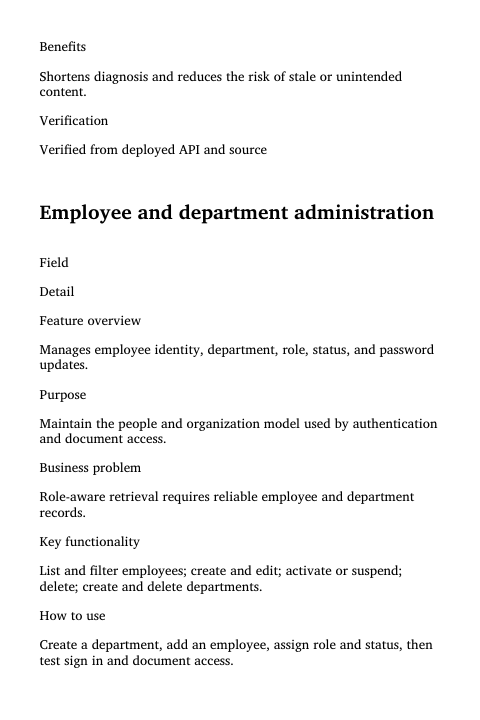 Benefits
Shortens diagnosis and reduces the risk of stale or unintended
content.
Verification
Verified from deployed API and source
Employee and department administration
Field
Detail
Feature overview
Manages employee identity, department, role, status, and password
updates.
Purpose
Maintain the people and organization model used by authentication
and document access.
Business problem
Role-aware retrieval requires reliable employee and department
records.
Key functionality
List and filter employees; create and edit; activate or suspend;
delete; create and delete departments.
How to use
Create a department, add an employee, assign role and status, then
test sign in and document access.